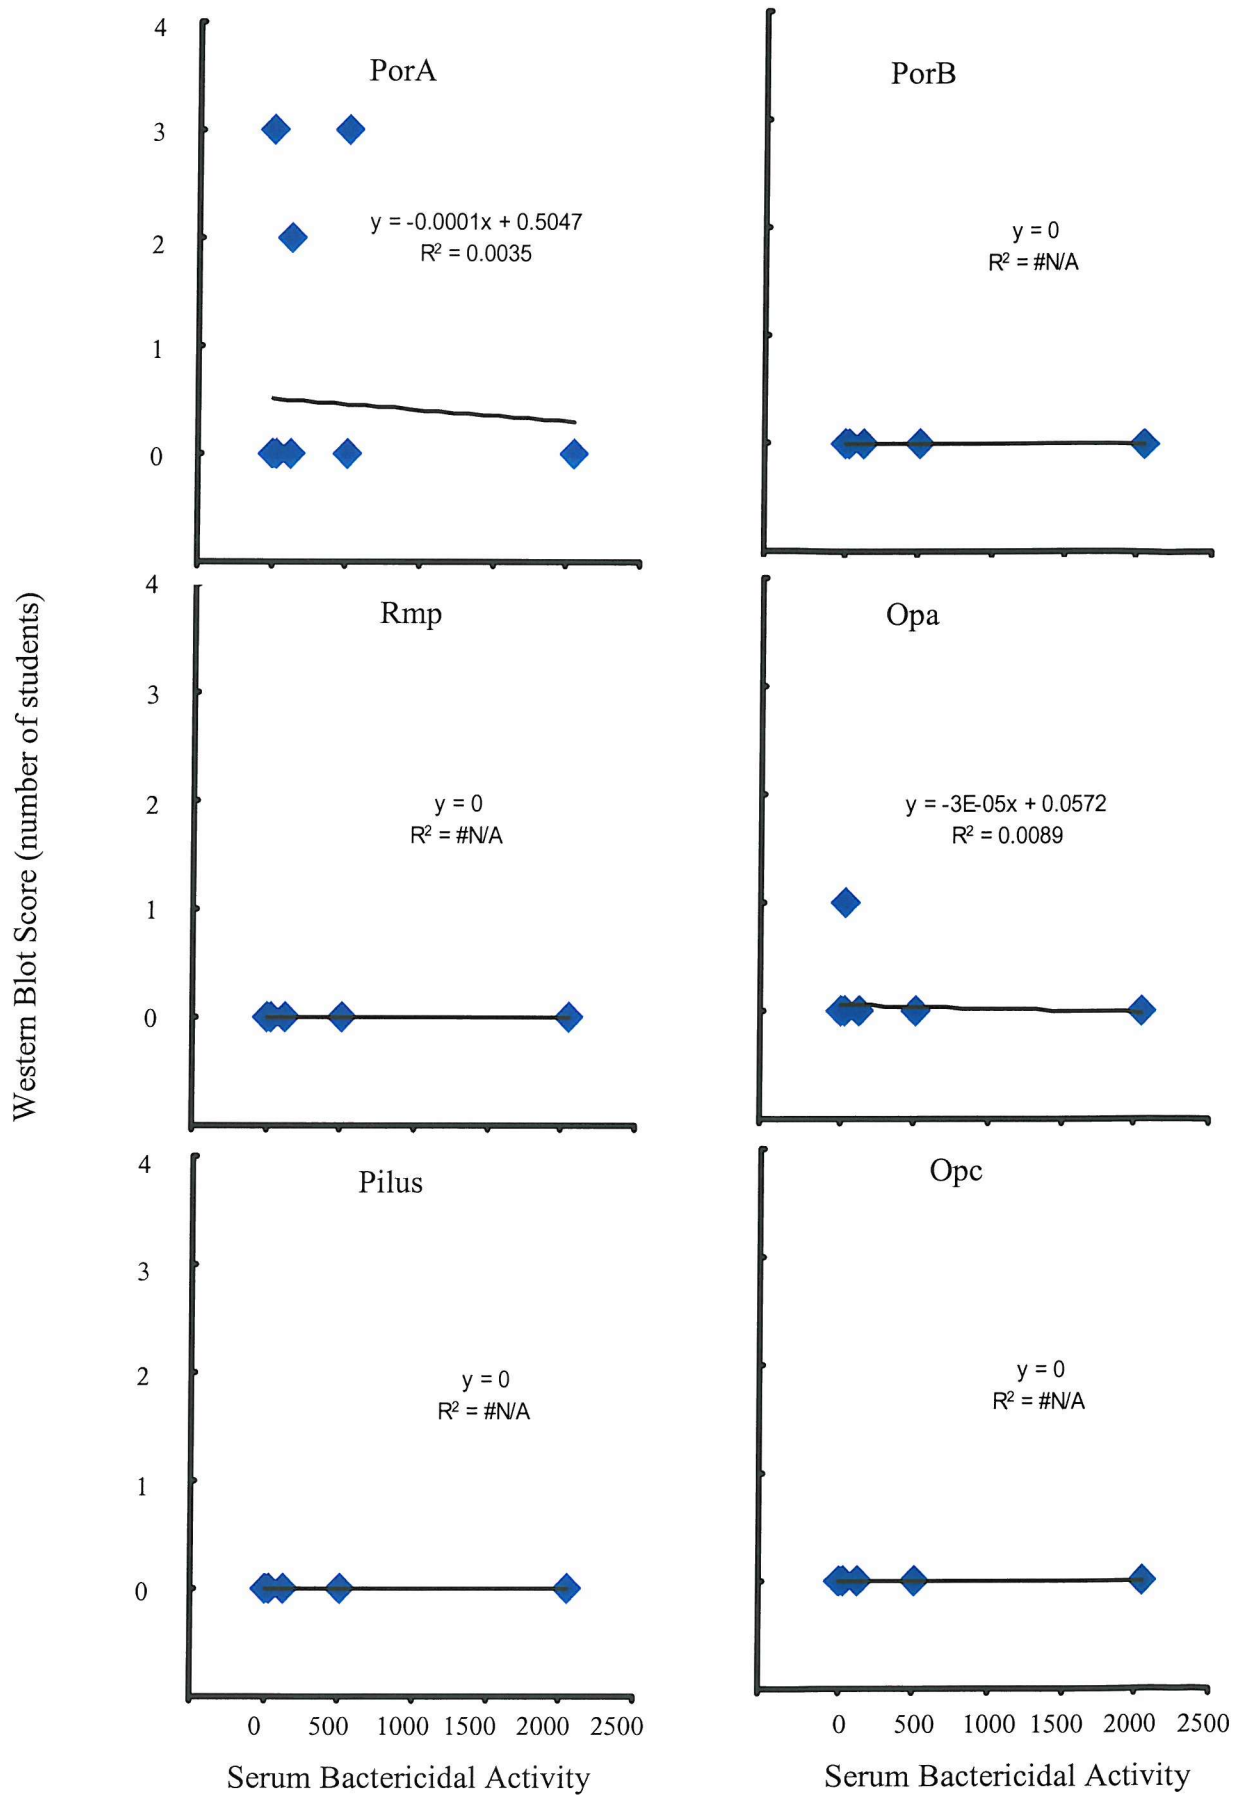 4
PorA
PorB
3
y = -0.0001x + 0.5047
R² = 0.0035
2
y = 0
R² = #N/A
1
0
4
Rmp
Opa
3
y = 0
R² = #N/A
2
y = -3E-05x + 0.0572
R² = 0.0089
1
0
Western Blot Score (number of students)
4
Pilus
Opc
3
y = 0
R² = #N/A
2
y = 0
R² = #N/A
1
0
0 500 1000 1500 2000 2500
0 500 1000 1500 2000 2500
Serum Bactericidal Activity
Serum Bactericidal Activity